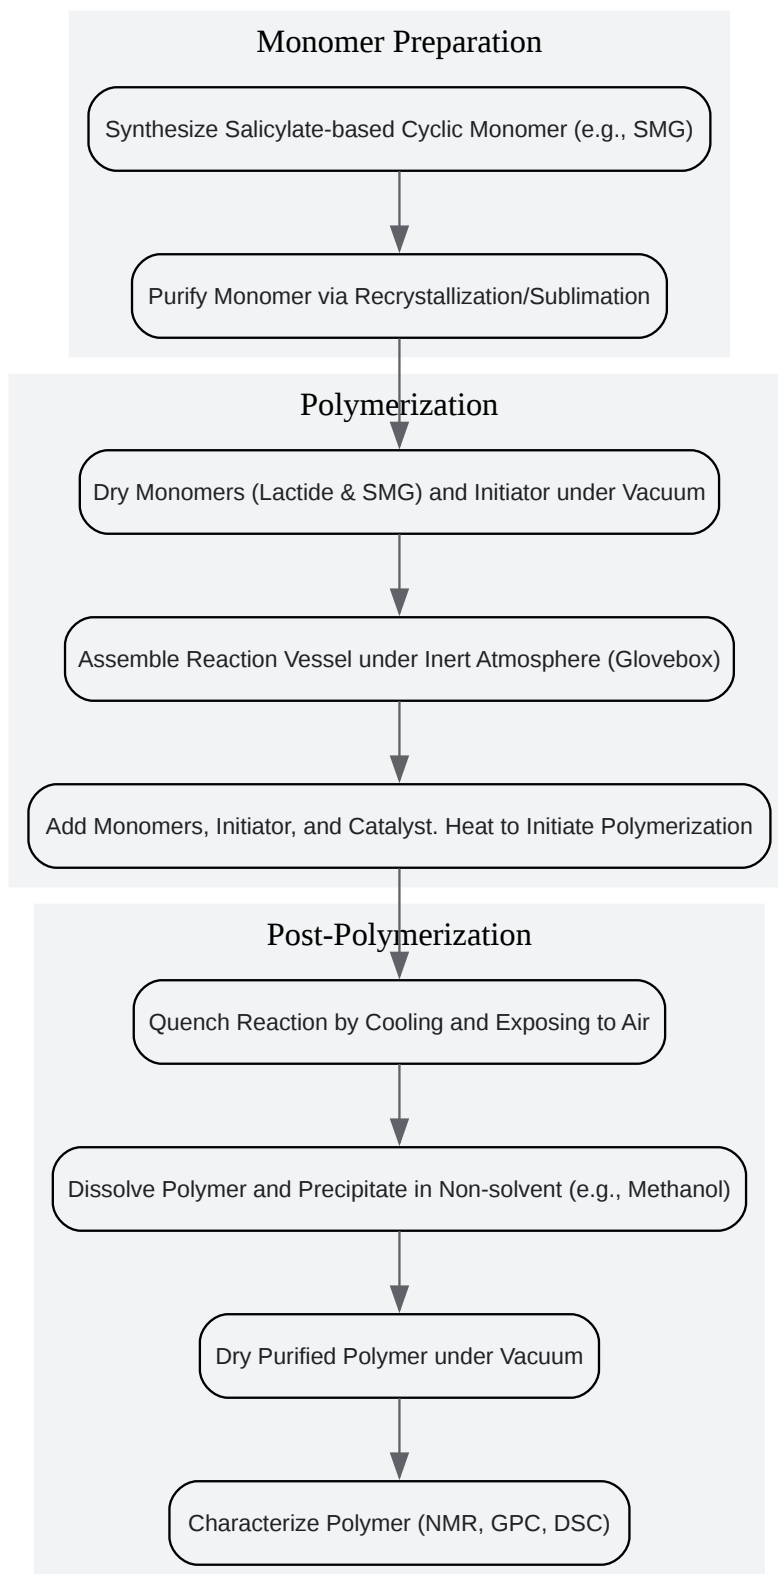 Monomer Preparation
Synthesize Salicylate-based Cyclic Monomer (e.g., SMG)
Purify Monomer via Recrystallization/Sublimation
Polymerization
Dry Monomers (Lactide & SMG) and Initiator under Vacuum
Assemble Reaction Vessel under Inert Atmosphere (Glovebox)
Add Monomers, Initiator, and Catalyst. Heat to Initiate Polymerization
Post-Polymerization
Quench Reaction by Cooling and Exposing to Air
Dissolve Polymer and Precipitate in Non-solvent (e.g., Methanol)
Dry Purified Polymer under Vacuum
Characterize Polymer (NMR, GPC, DSC)